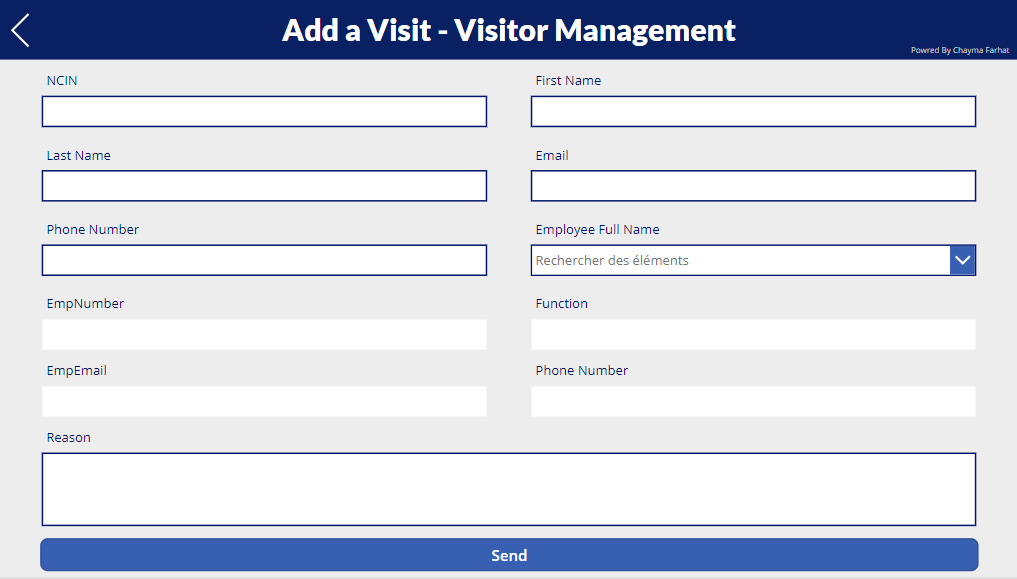 Add a Visit - Visitor Management
Powred By Chayma Farhat
NCIN
First Name
Last Name
Email
Phone Number
Employee Full Name
Rechercher des éléments
EmpNumber
Function
EmpEmail
Phone Number
Reason
Send